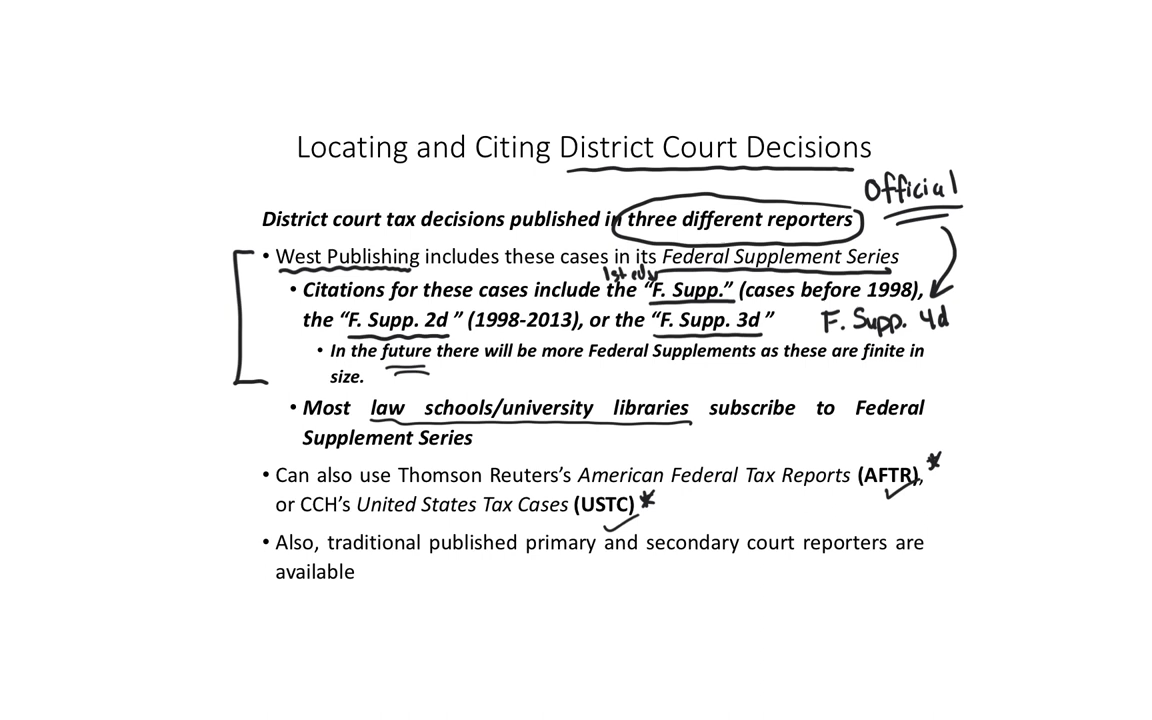 Locating and Citing District Court Decisions
Official
District court tax decisions published in three different reporters
• West Publishing includes these cases in its Federal Supplement Series
1st ed
• Citations for these cases include the “F. Supp.” (cases before 1998),
the “F. Supp. 2d ” (1998-2013), or the “F. Supp. 3d ”
F. Supp. 4d
• In the future there will be more Federal Supplements as these are finite in
size.
• Most law schools/university libraries subscribe to Federal
Supplement Series
• Can also use Thomson Reuters’s American Federal Tax Reports (AFTR),*
or CCH’s United States Tax Cases (USTC)*
• Also, traditional published primary and secondary court reporters are
available